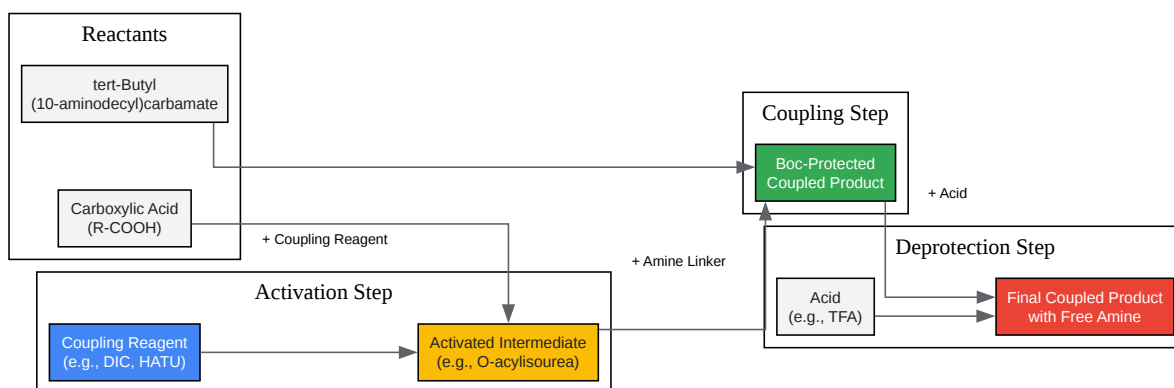 Reactants
tert-Butyl
(10-aminodecyl)carbamate
Carboxylic Acid
(R-COOH)
+ Coupling Reagent
Activation Step
Coupling Reagent
(e.g., DIC, HATU)
Activated Intermediate
(e.g., O-acylisourea)
+ Amine Linker
Coupling Step
Boc-Protected
Coupled Product
+ Acid
Deprotection Step
Acid
(e.g., TFA)
Final Coupled Product
with Free Amine